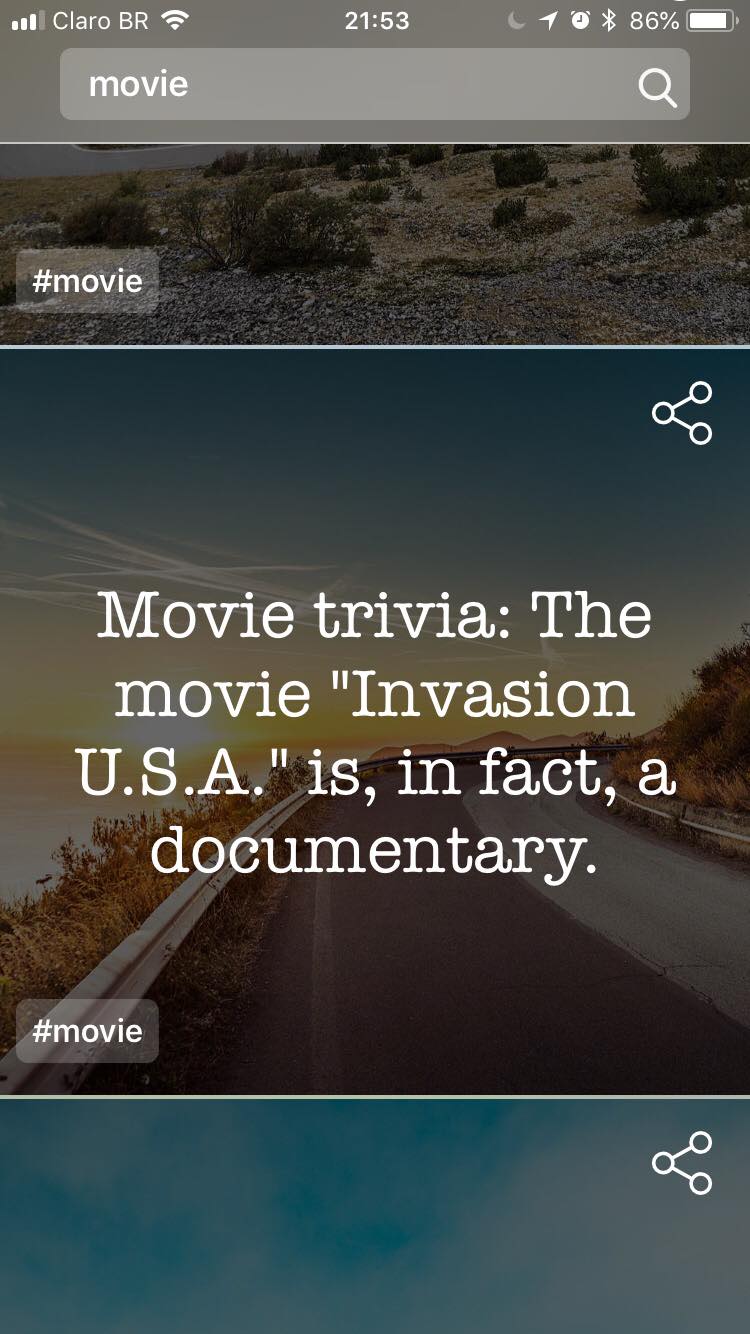 Claro BR 21:53 86%
movie
#movie
Movie trivia: The
movie "Invasion
U.S.A." is, in fact, a
documentary.
#movie